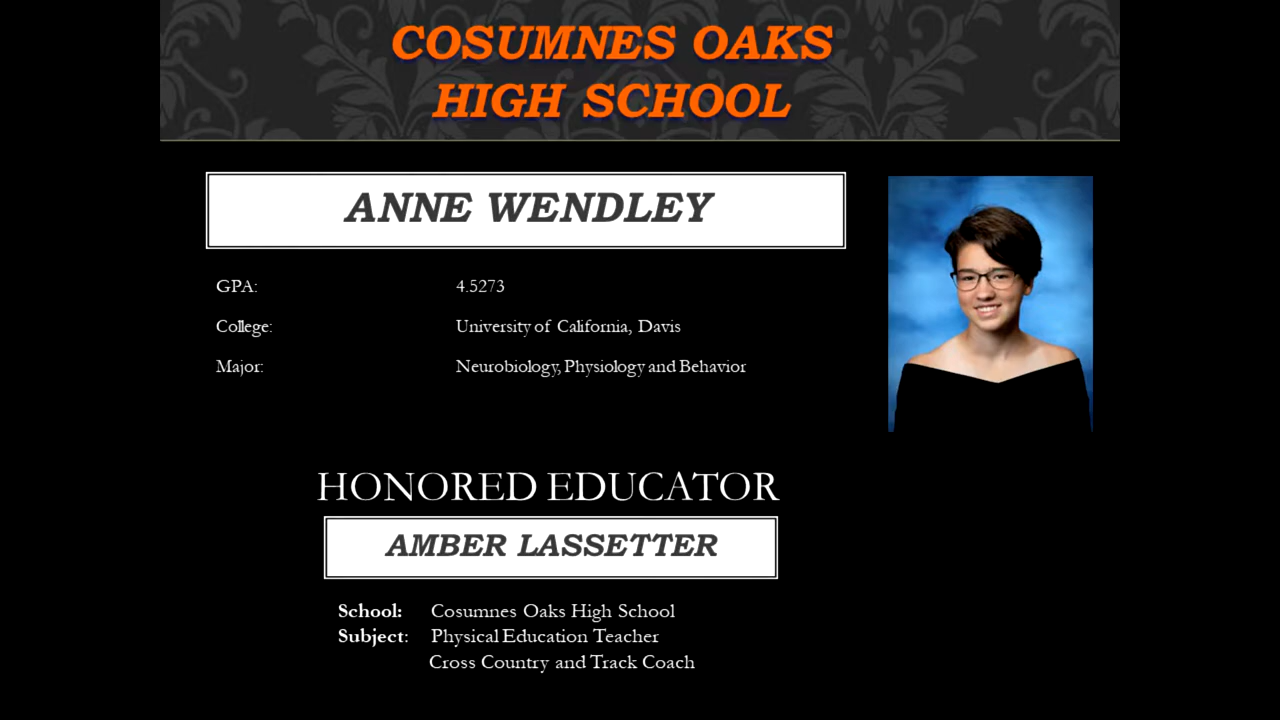 COSUMNES OAKS
HIGH SCHOOL
ANNE WENDLEY
GPA: 4.5273
College: University of California, Davis
Major: Neurobiology, Physiology and Behavior
HONORED EDUCATOR
AMBER LASSETTER
School: Cosumnes Oaks High School
Subject: Physical Education Teacher
Cross Country and Track Coach